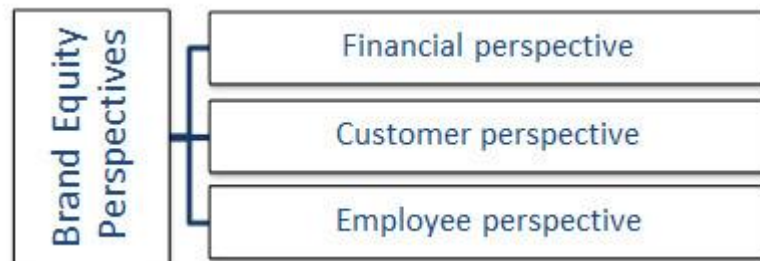 Brand Equity
Perspectives
Financial perspective
Customer perspective
Employee perspective